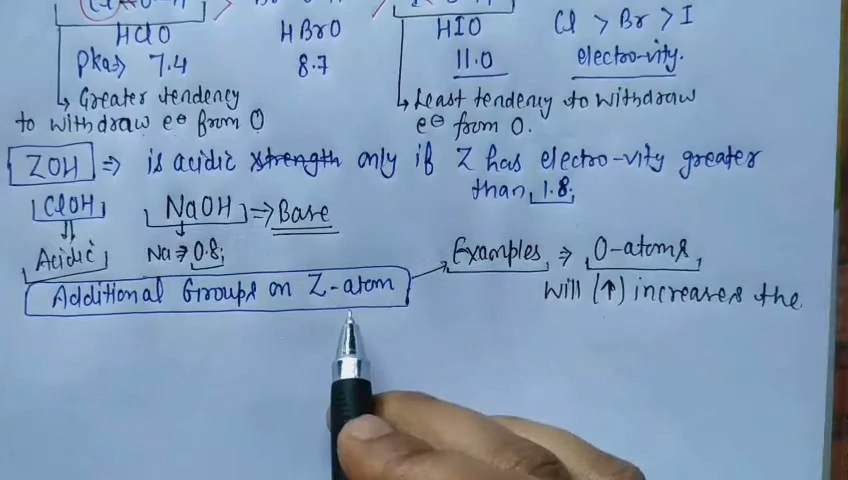 HClO HBrO HIO Cl > Br > I
Pka⇒ 7.4 8.7 11.0 electro-vity.
Greater tendency
to withdraw e⊖ from O
Least tendency to withdraw
e⊖ from O.
ZOH ⇒ is acidic strength only if Z has electro-vity greater
than 1.8;
ClOH NaOH ⇒ Base
Acidic Na ⇒ 0.8;
Additional Groups on Z-atom
Examples ⇒ O-atoms,
Will (↑) increases the